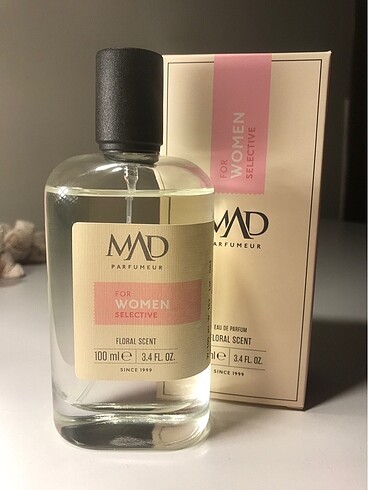 MAD
PARFUMEUR
FOR
WOMEN
SELECTIVE
FLORAL SCENT
100 ml e 3.4 FL. OZ.
SINCE 1999
FOR
WOMEN
SELECTIVE
MAD
PARFUMEUR
EAU DE PARFUM
FLORAL SCENT
ml e 3.4 FL. OZ.
SINCE 1999